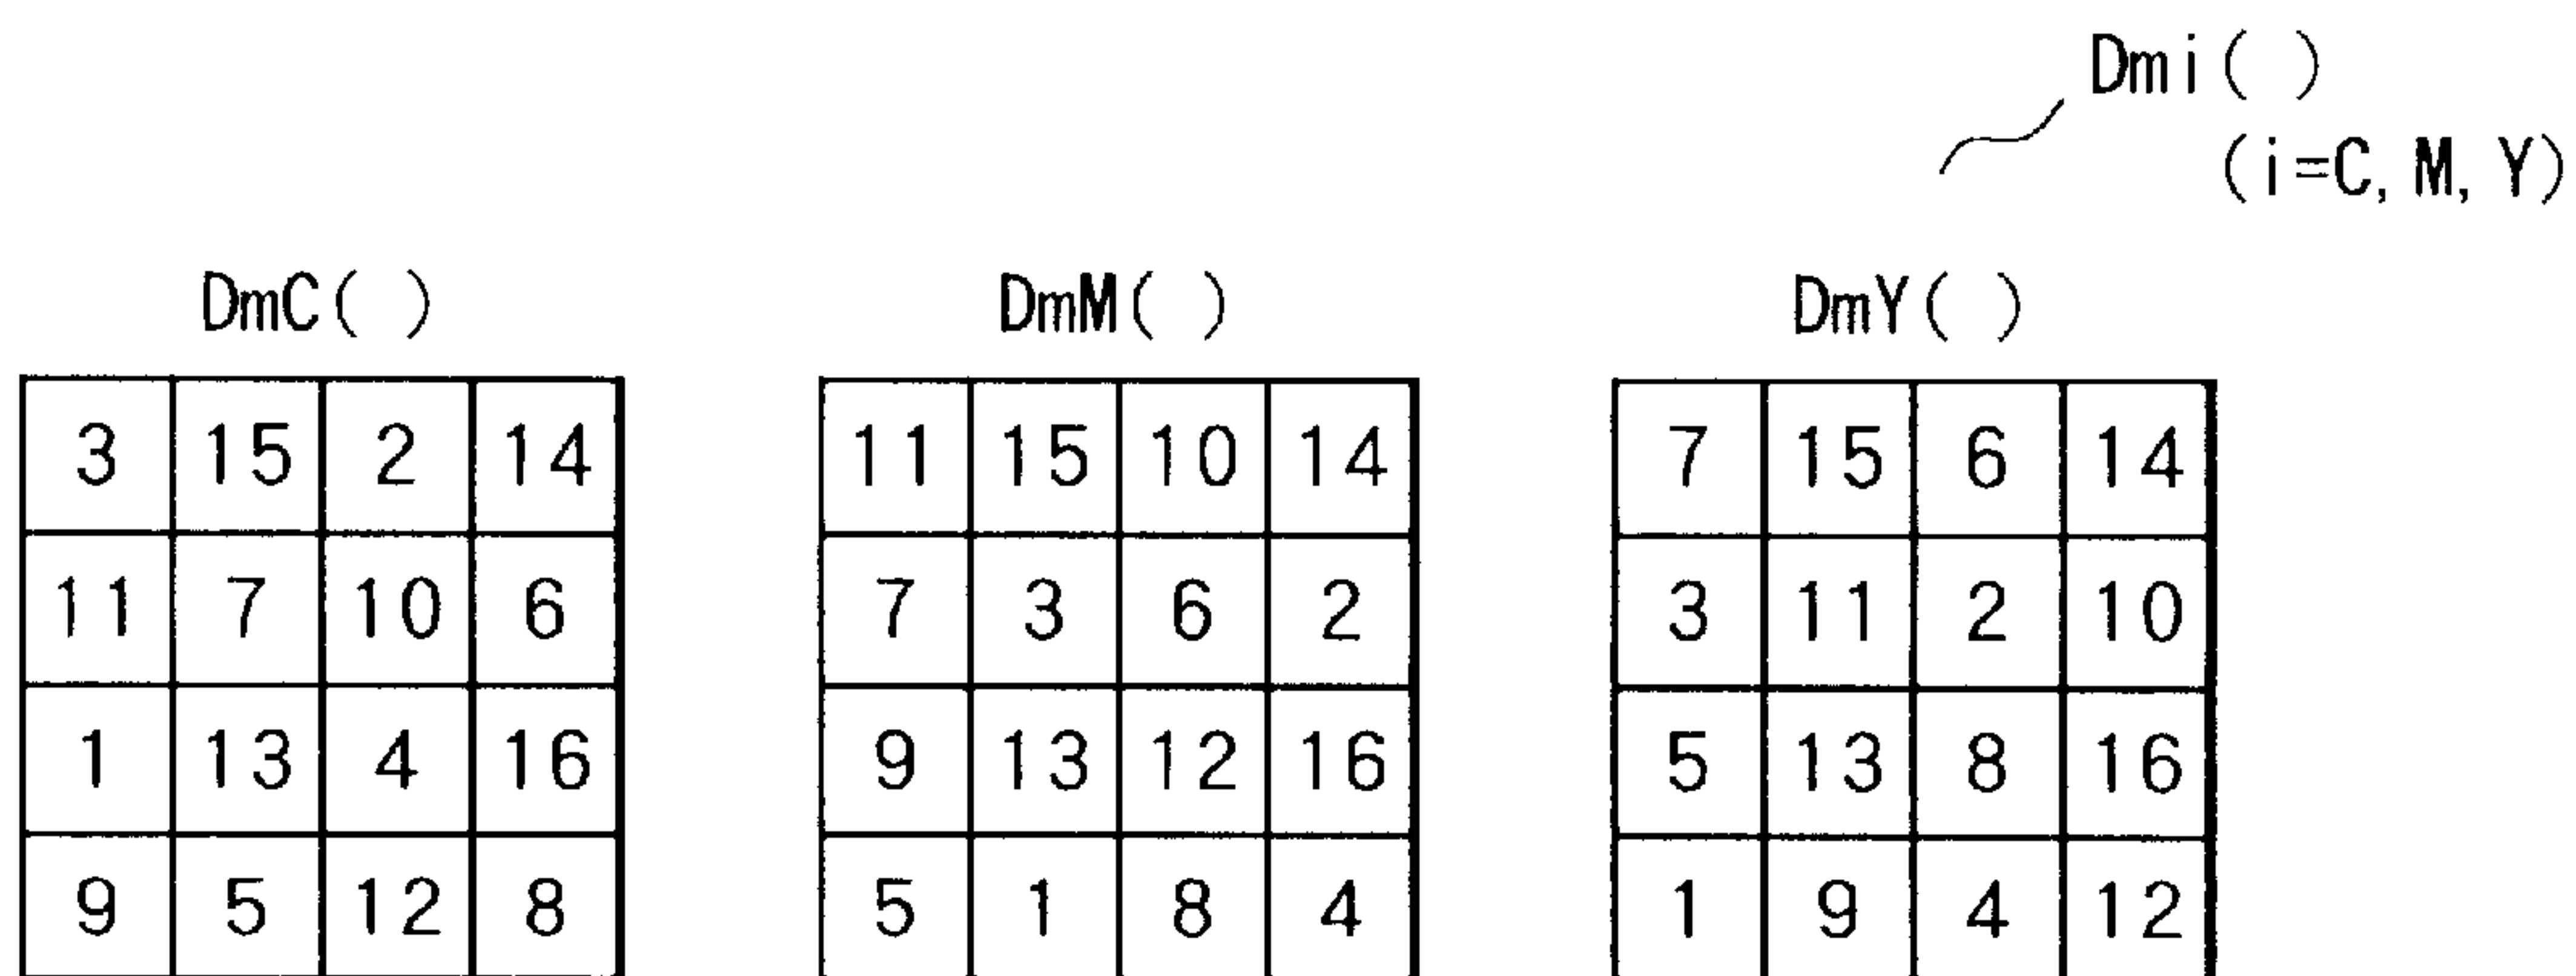 Dmi( )
(i=C, M, Y)
DmC( ) DmM( ) DmY( )
3 15 2 14 11 15 10 14 7 15 6 14
11 7 10 6 7 3 6 2 3 11 2 10
1 13 4 16 9 13 12 16 5 13 8 16
9 5 12 8 5 1 8 4 1 9 4 12